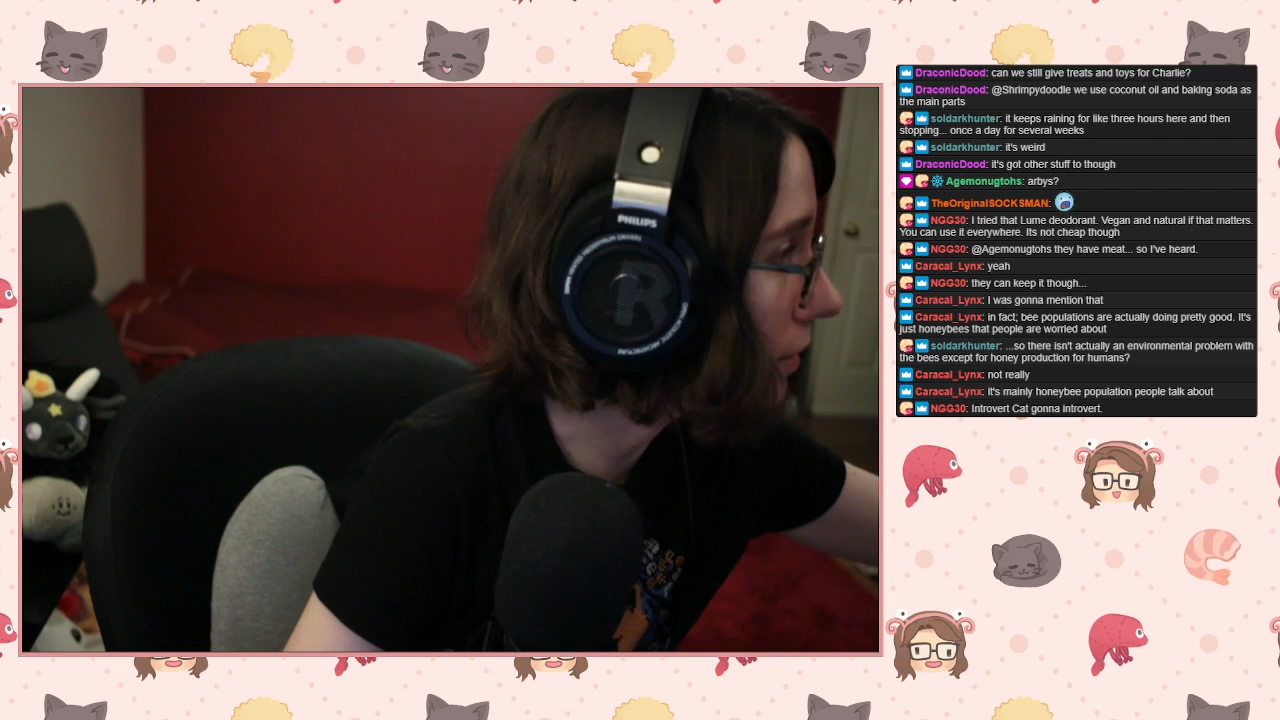 DraconicDood: can we still give treats and toys for Charlie?
DraconicDood: @Shrimpydoodle we use coconut oil and baking soda as
the main parts
soldarkhunter: it keeps raining for like three hours here and then
stopping... once a day for several weeks
soldarkhunter: it's weird
DraconicDood: it's got other stuff to though
Agemonugtohs: arbys?
TheOriginalSOCKSMAN:
NGG30: I tried that Lume deodorant. Vegan and natural if that matters.
You can use it everywhere. Its not cheap though
NGG30: @Agemonugtohs they have meat... so I've heard.
Caracal_Lynx: yeah
NGG30: they can keep it though...
Caracal_Lynx: I was gonna mention that
Caracal_Lynx: in fact; bee populations are actually doing pretty good. It's
just honeybees that people are worried about
soldarkhunter: ...so there isn't actually an environmental problem with
the bees except for honey production for humans?
Caracal_Lynx: not really
Caracal_Lynx: it's mainly honeybee population people talk about
NGG30: Introvert Cat gonna introvert.
PHILIPS